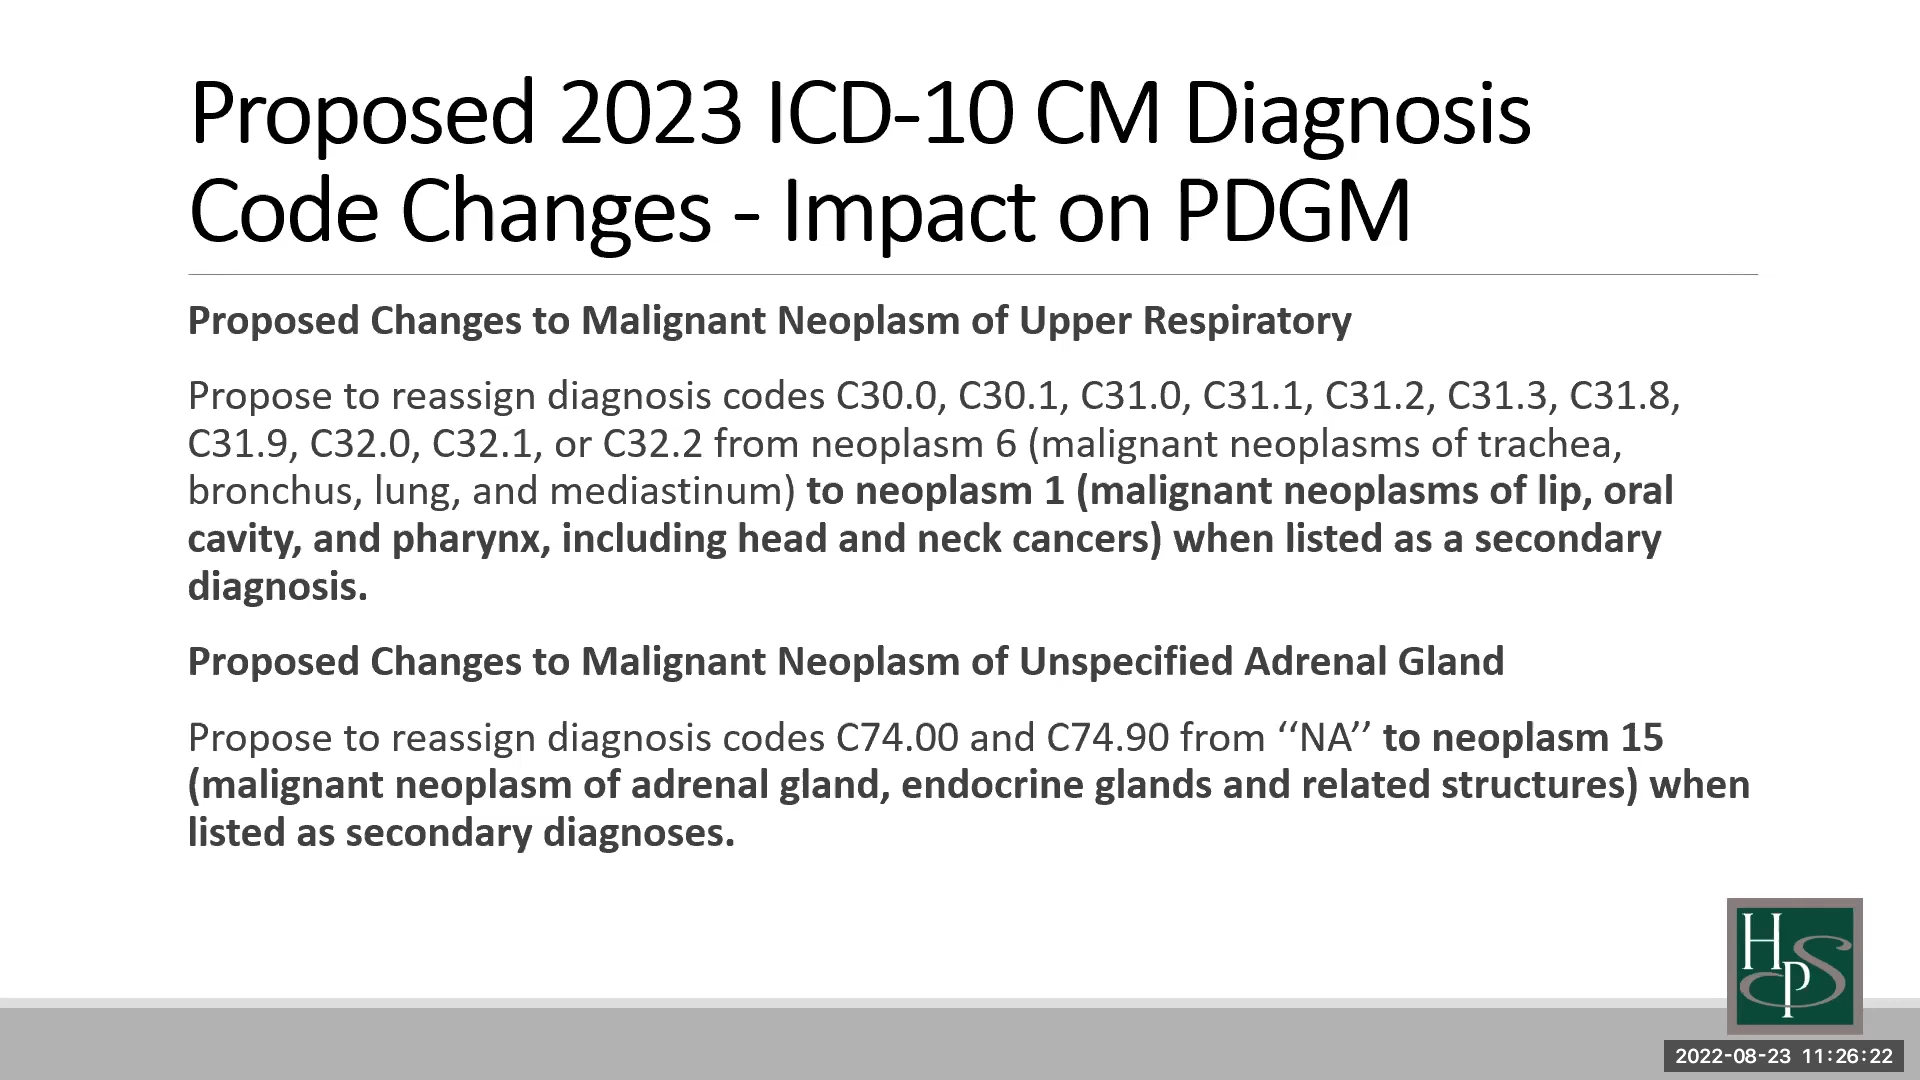 Proposed 2023 ICD-10 CM Diagnosis
Code Changes - Impact on PDGM
Proposed Changes to Malignant Neoplasm of Upper Respiratory
Propose to reassign diagnosis codes C30.0, C30.1, C31.0, C31.1, C31.2, C31.3, C31.8,
C31.9, C32.0, C32.1, or C32.2 from neoplasm 6 (malignant neoplasms of trachea,
bronchus, lung, and mediastinum) to neoplasm 1 (malignant neoplasms of lip, oral
cavity, and pharynx, including head and neck cancers) when listed as a secondary
diagnosis.
Proposed Changes to Malignant Neoplasm of Unspecified Adrenal Gland
Propose to reassign diagnosis codes C74.00 and C74.90 from ‘‘NA’’ to neoplasm 15
(malignant neoplasm of adrenal gland, endocrine glands and related structures) when
listed as secondary diagnoses.
HPS
2022-08-23 11:26:22